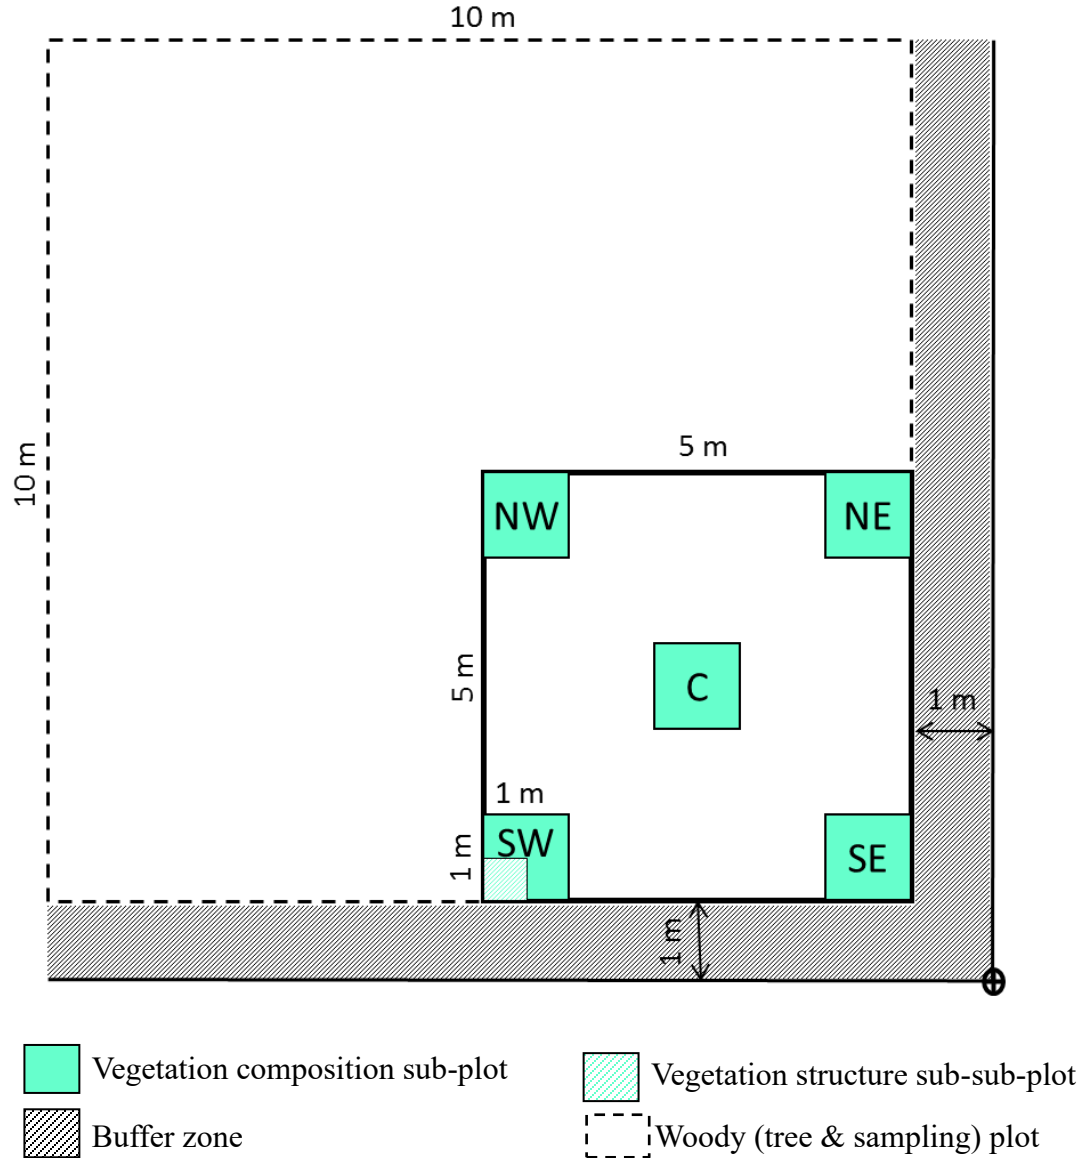 10 m
10 m
5 m
NW
NE
5 m
C
1 m
1 m
1 m
SW
SE
1 m
Vegetation composition sub-plot
Vegetation structure sub-sub-plot
Buffer zone
Woody (tree & sampling) plot